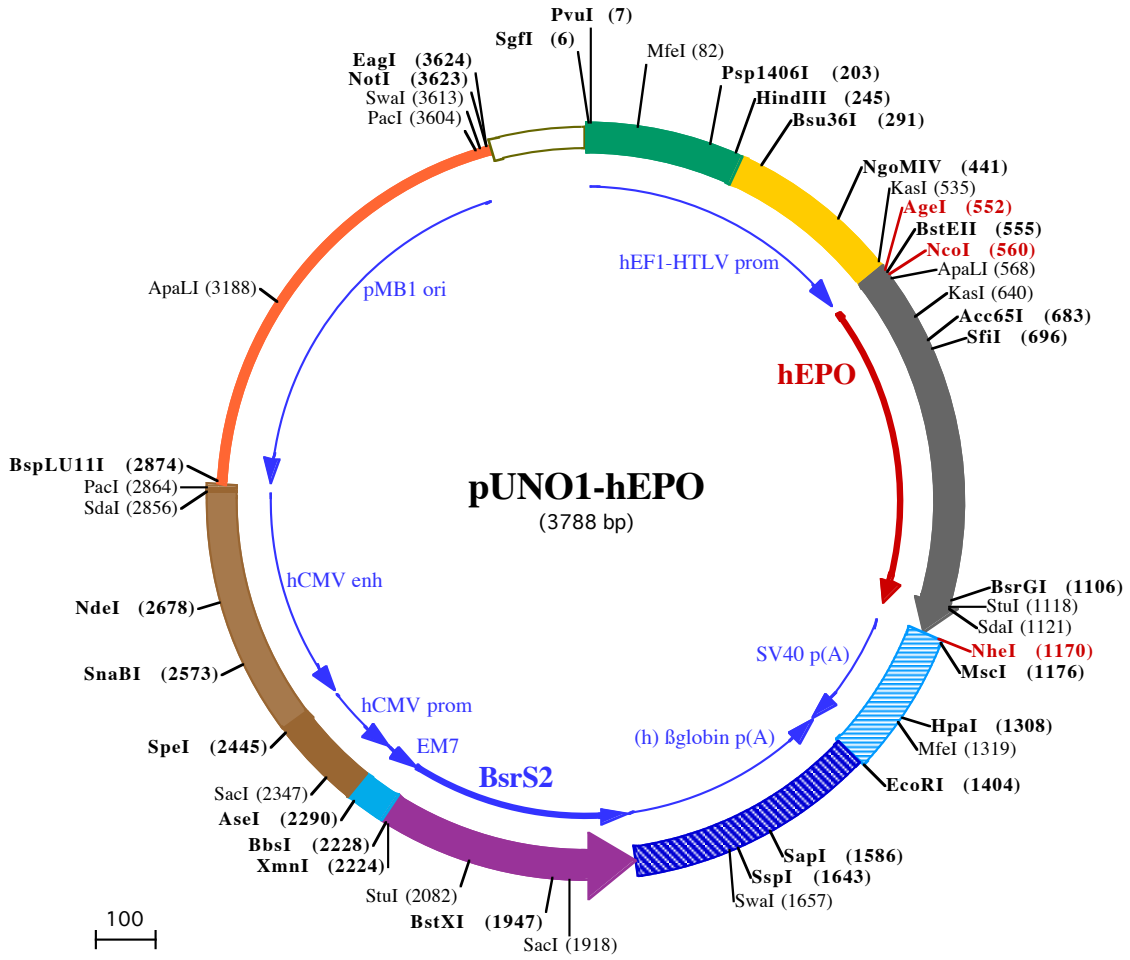 PvuI (7)
SgfI (6)
MfeI (82)
EagI (3624)
NotI (3623)
SwaI (3613)
PacI (3604)
Psp1406I (203)
HindIII (245)
Bsu36I (291)
NgoMIV (441)
KasI (535)
AgeI (552)
BstEII (555)
NcoI (560)
ApaLI (568)
KasI (640)
Acc65I (683)
SfiI (696)
hEF1-HTLV prom
pMB1 ori
ApaLI (3188)
hEPO
BspLU11I (2874)
PacI (2864)
SdaI (2856)
pUNO1-hEPO
(3788 bp)
hCMV enh
NdeI (2678)
BsrGI (1106)
StuI (1118)
SdaI (1121)
NheI (1170)
MscI (1176)
SV40 p(A)
SnaBI (2573)
hCMV prom
HpaI (1308)
MfeI (1319)
(h) ßglobin p(A)
EM7
SpeI (2445)
BsrS2
EcoRI (1404)
SacI (2347)
AseI (2290)
BbsI (2228)
XmnI (2224)
SapI (1586)
SspI (1643)
SwaI (1657)
StuI (2082)
BstXI (1947)
SacI (1918)
100